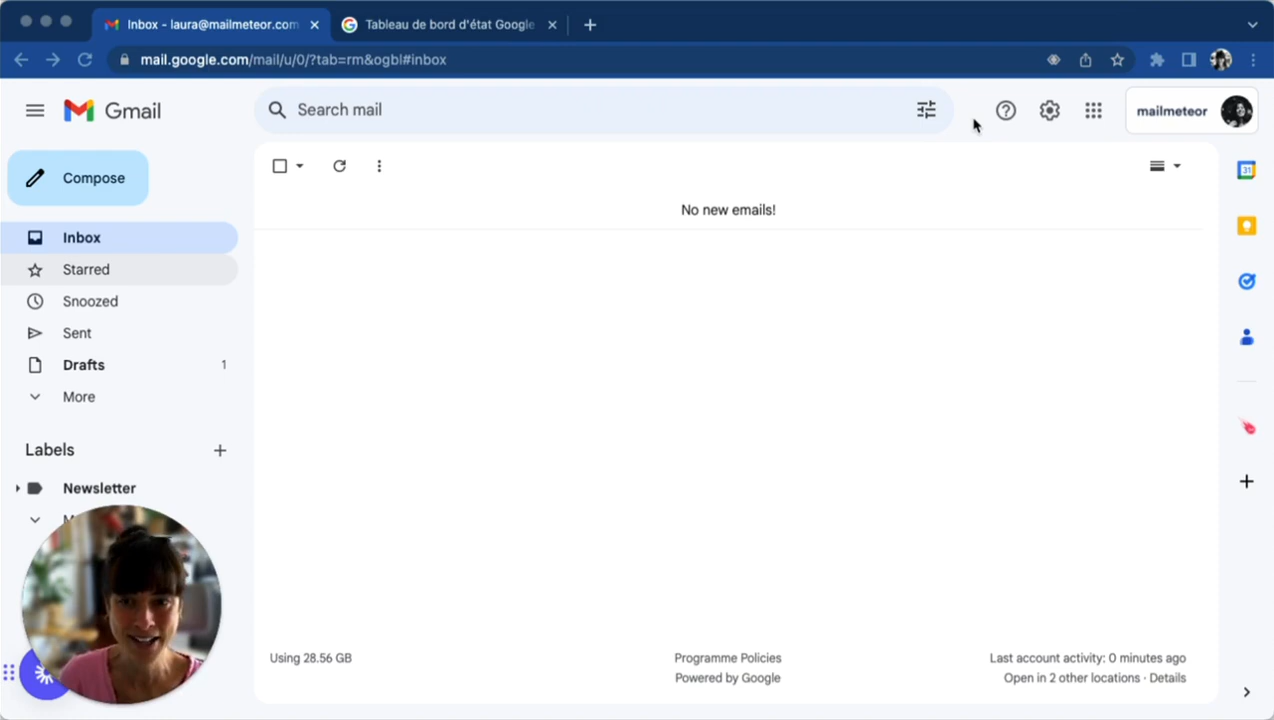 Inbox - laura@mailmeteor.com
Tableau de bord d'état Google
mail.google.com/mail/u/0/?tab=rm&ogbl#inbox
Gmail
Search mail
mailmeteor
Compose
No new emails!
Inbox
31
Starred
Snoozed
Sent
Drafts 1
More
Labels
Newsletter
Using 28.56 GB
Programme Policies
Last account activity: 0 minutes ago
Powered by Google
Open in 2 other locations · Details